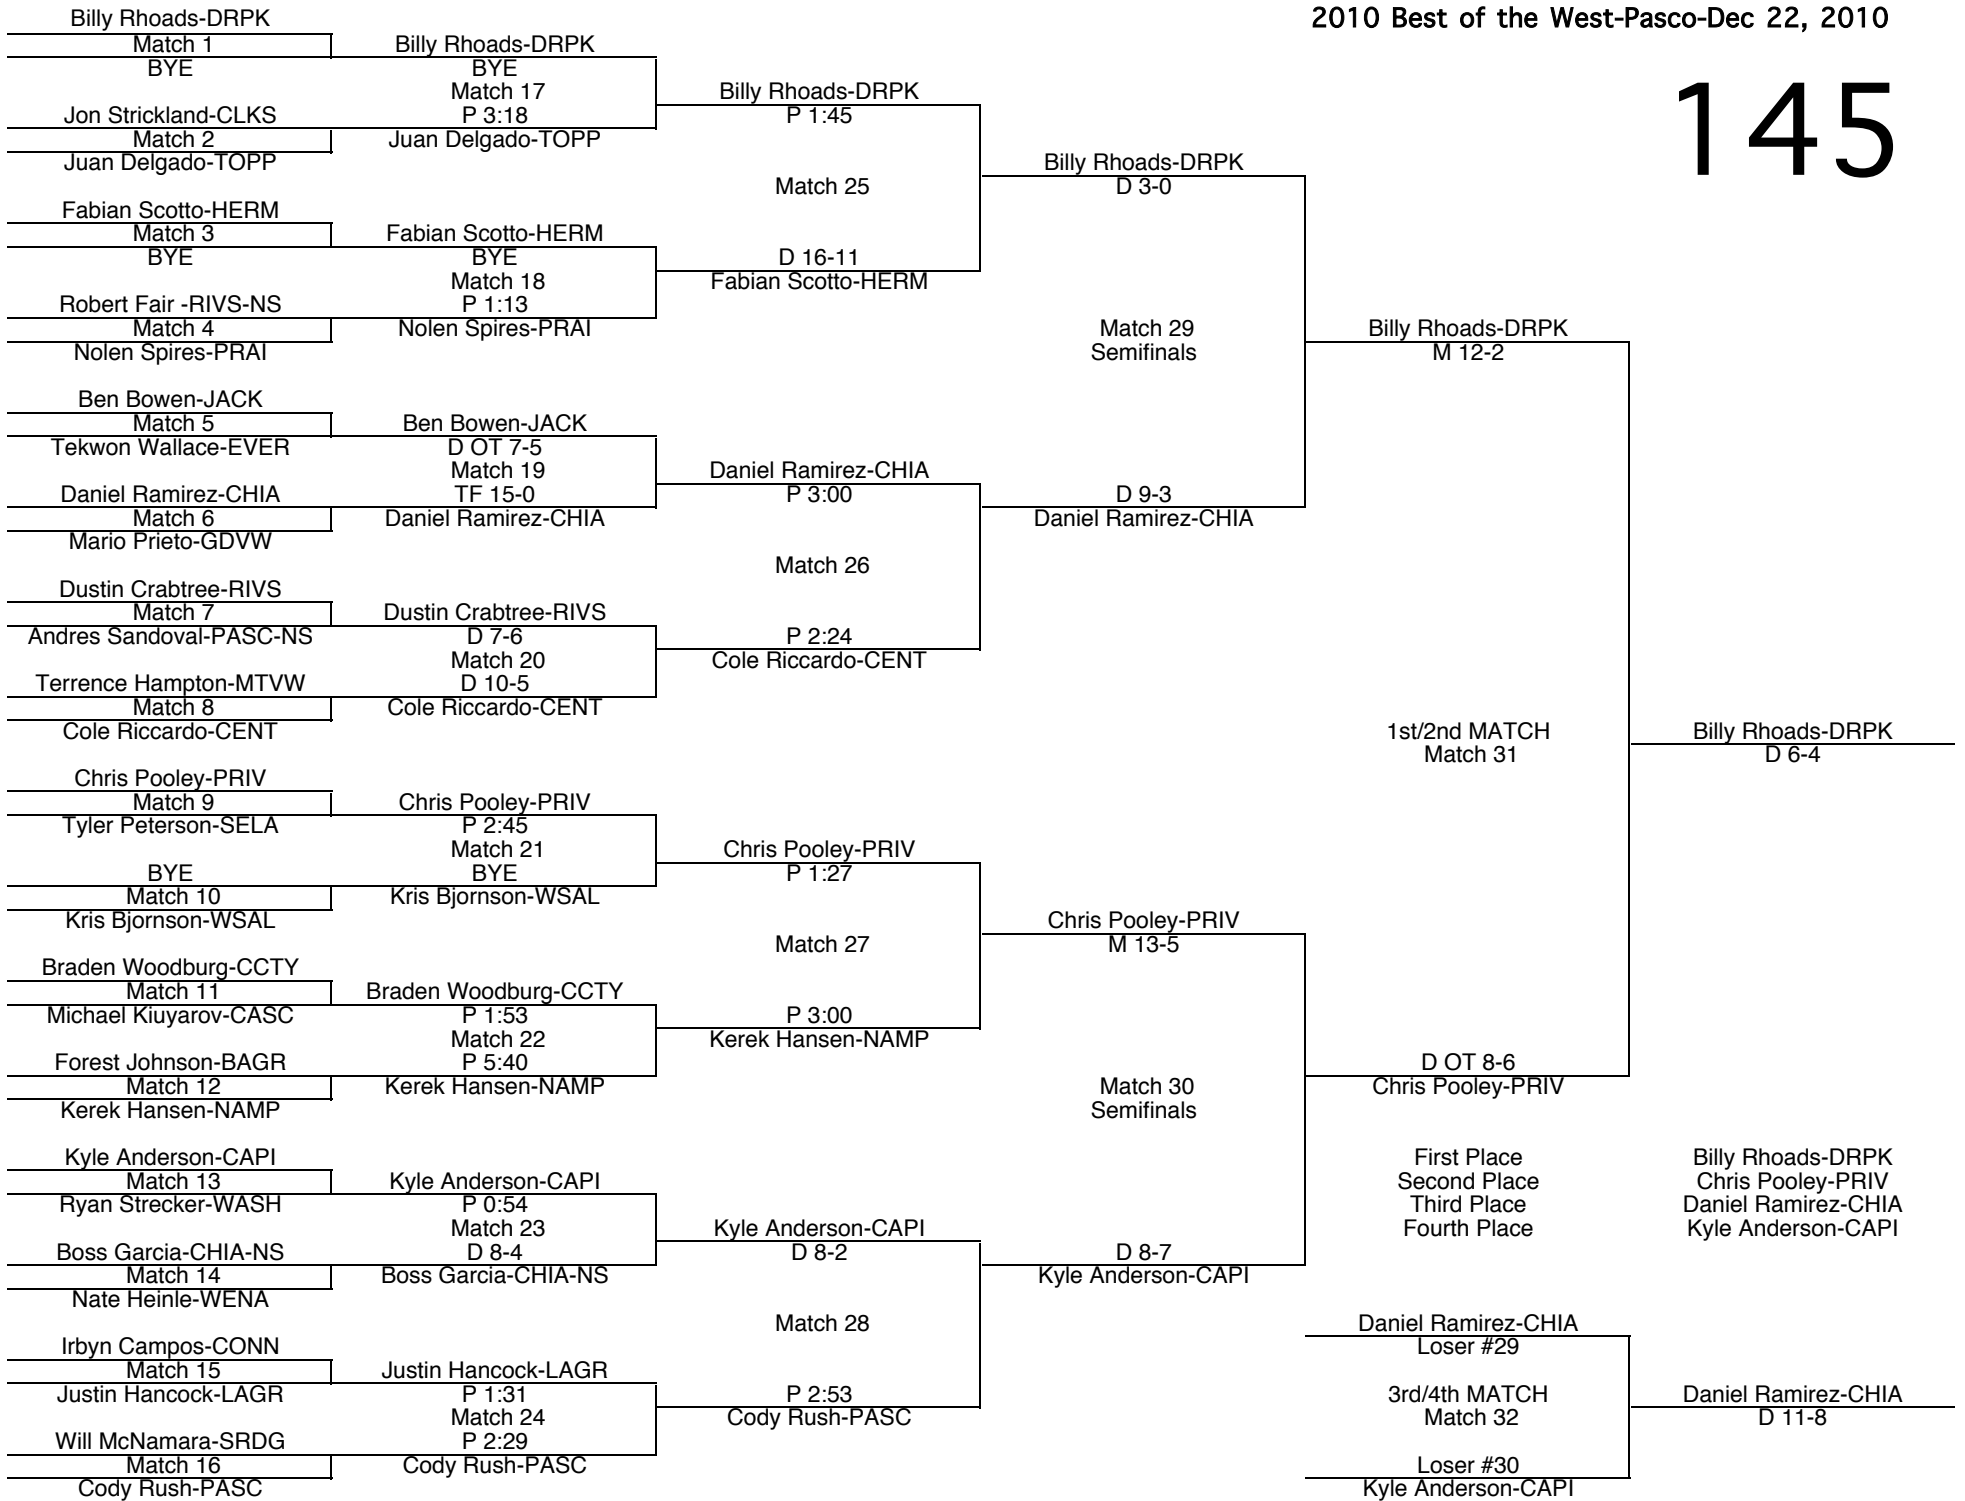 2010 Best of the West-Pasco-Dec 22, 2010
145
Billy Rhoads-DRPK
Match 1
BYE
Jon Strickland-CLKS
Match 2
Juan Delgado-TOPP
Fabian Scotto-HERM
Match 3
BYE
Robert Fair -RIVS-NS
Match 4
Nolen Spires-PRAI
Ben Bowen-JACK
Match 5
Tekwon Wallace-EVER
Daniel Ramirez-CHIA
Match 6
Mario Prieto-GDVW
Dustin Crabtree-RIVS
Match 7
Andres Sandoval-PASC-NS
Terrence Hampton-MTVW
Match 8
Cole Riccardo-CENT
Chris Pooley-PRIV
Match 9
Tyler Peterson-SELA
BYE
Match 10
Kris Bjornson-WSAL
Braden Woodburg-CCTY
Match 11
Michael Kiuyarov-CASC
Forest Johnson-BAGR
Match 12
Kerek Hansen-NAMP
Kyle Anderson-CAPI
Match 13
Ryan Strecker-WASH
Boss Garcia-CHIA-NS
Match 14
Nate Heinle-WENA
Irbyn Campos-CONN
Match 15
Justin Hancock-LAGR
Will McNamara-SRDG
Match 16
Cody Rush-PASC
Billy Rhoads-DRPK
BYE
Match 17
P 3:18
Juan Delgado-TOPP
Fabian Scotto-HERM
BYE
Match 18
P 1:13
Nolen Spires-PRAI
Ben Bowen-JACK
D OT 7-5
Match 19
TF 15-0
Daniel Ramirez-CHIA
Dustin Crabtree-RIVS
D 7-6
Match 20
D 10-5
Cole Riccardo-CENT
Chris Pooley-PRIV
P 2:45
Match 21
BYE
Kris Bjornson-WSAL
Braden Woodburg-CCTY
P 1:53
Match 22
P 5:40
Kerek Hansen-NAMP
Kyle Anderson-CAPI
P 0:54
Match 23
D 8-4
Boss Garcia-CHIA-NS
Justin Hancock-LAGR
P 1:31
Match 24
P 2:29
Cody Rush-PASC
Billy Rhoads-DRPK
P 1:45
Match 25
D 16-11
Fabian Scotto-HERM
Daniel Ramirez-CHIA
P 3:00
Match 26
P 2:24
Cole Riccardo-CENT
Chris Pooley-PRIV
P 1:27
Match 27
P 3:00
Kerek Hansen-NAMP
Kyle Anderson-CAPI
D 8-2
Match 28
P 2:53
Cody Rush-PASC
Billy Rhoads-DRPK
D 3-0
Match 29
Semifinals
D 9-3
Daniel Ramirez-CHIA
Chris Pooley-PRIV
M 13-5
Match 30
Semifinals
D 8-7
Kyle Anderson-CAPI
Billy Rhoads-DRPK
M 12-2
1st/2nd MATCH
Match 31
D OT 8-6
Chris Pooley-PRIV
Billy Rhoads-DRPK
D 6-4
First Place Billy Rhoads-DRPK
Second Place Chris Pooley-PRIV
Third Place Daniel Ramirez-CHIA
Fourth Place Kyle Anderson-CAPI
Daniel Ramirez-CHIA
Loser #29
3rd/4th MATCH
Match 32
Loser #30
Kyle Anderson-CAPI
Daniel Ramirez-CHIA
D 11-8